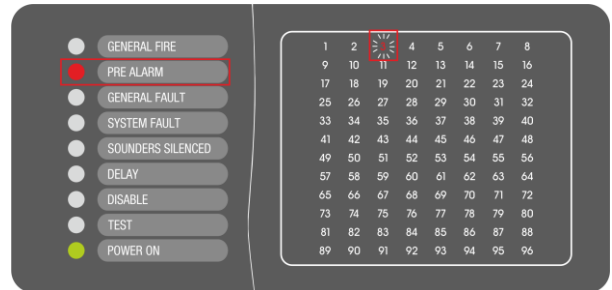 GENERAL FIRE
PRE ALARM
GENERAL FAULT
SYSTEM FAULT
SOUNDERS SILENCED
DELAY
DISABLE
TEST
POWER ON
1 2 3 4 5 6 7 8
9 10 11 12 13 14 15 16
17 18 19 20 21 22 23 24
25 26 27 28 29 30 31 32
33 34 35 36 37 38 39 40
41 42 43 44 45 46 47 48
49 50 51 52 53 54 55 56
57 58 59 60 61 62 63 64
65 66 67 68 69 70 71 72
73 74 75 76 77 78 79 80
81 82 83 84 85 86 87 88
89 90 91 92 93 94 95 96